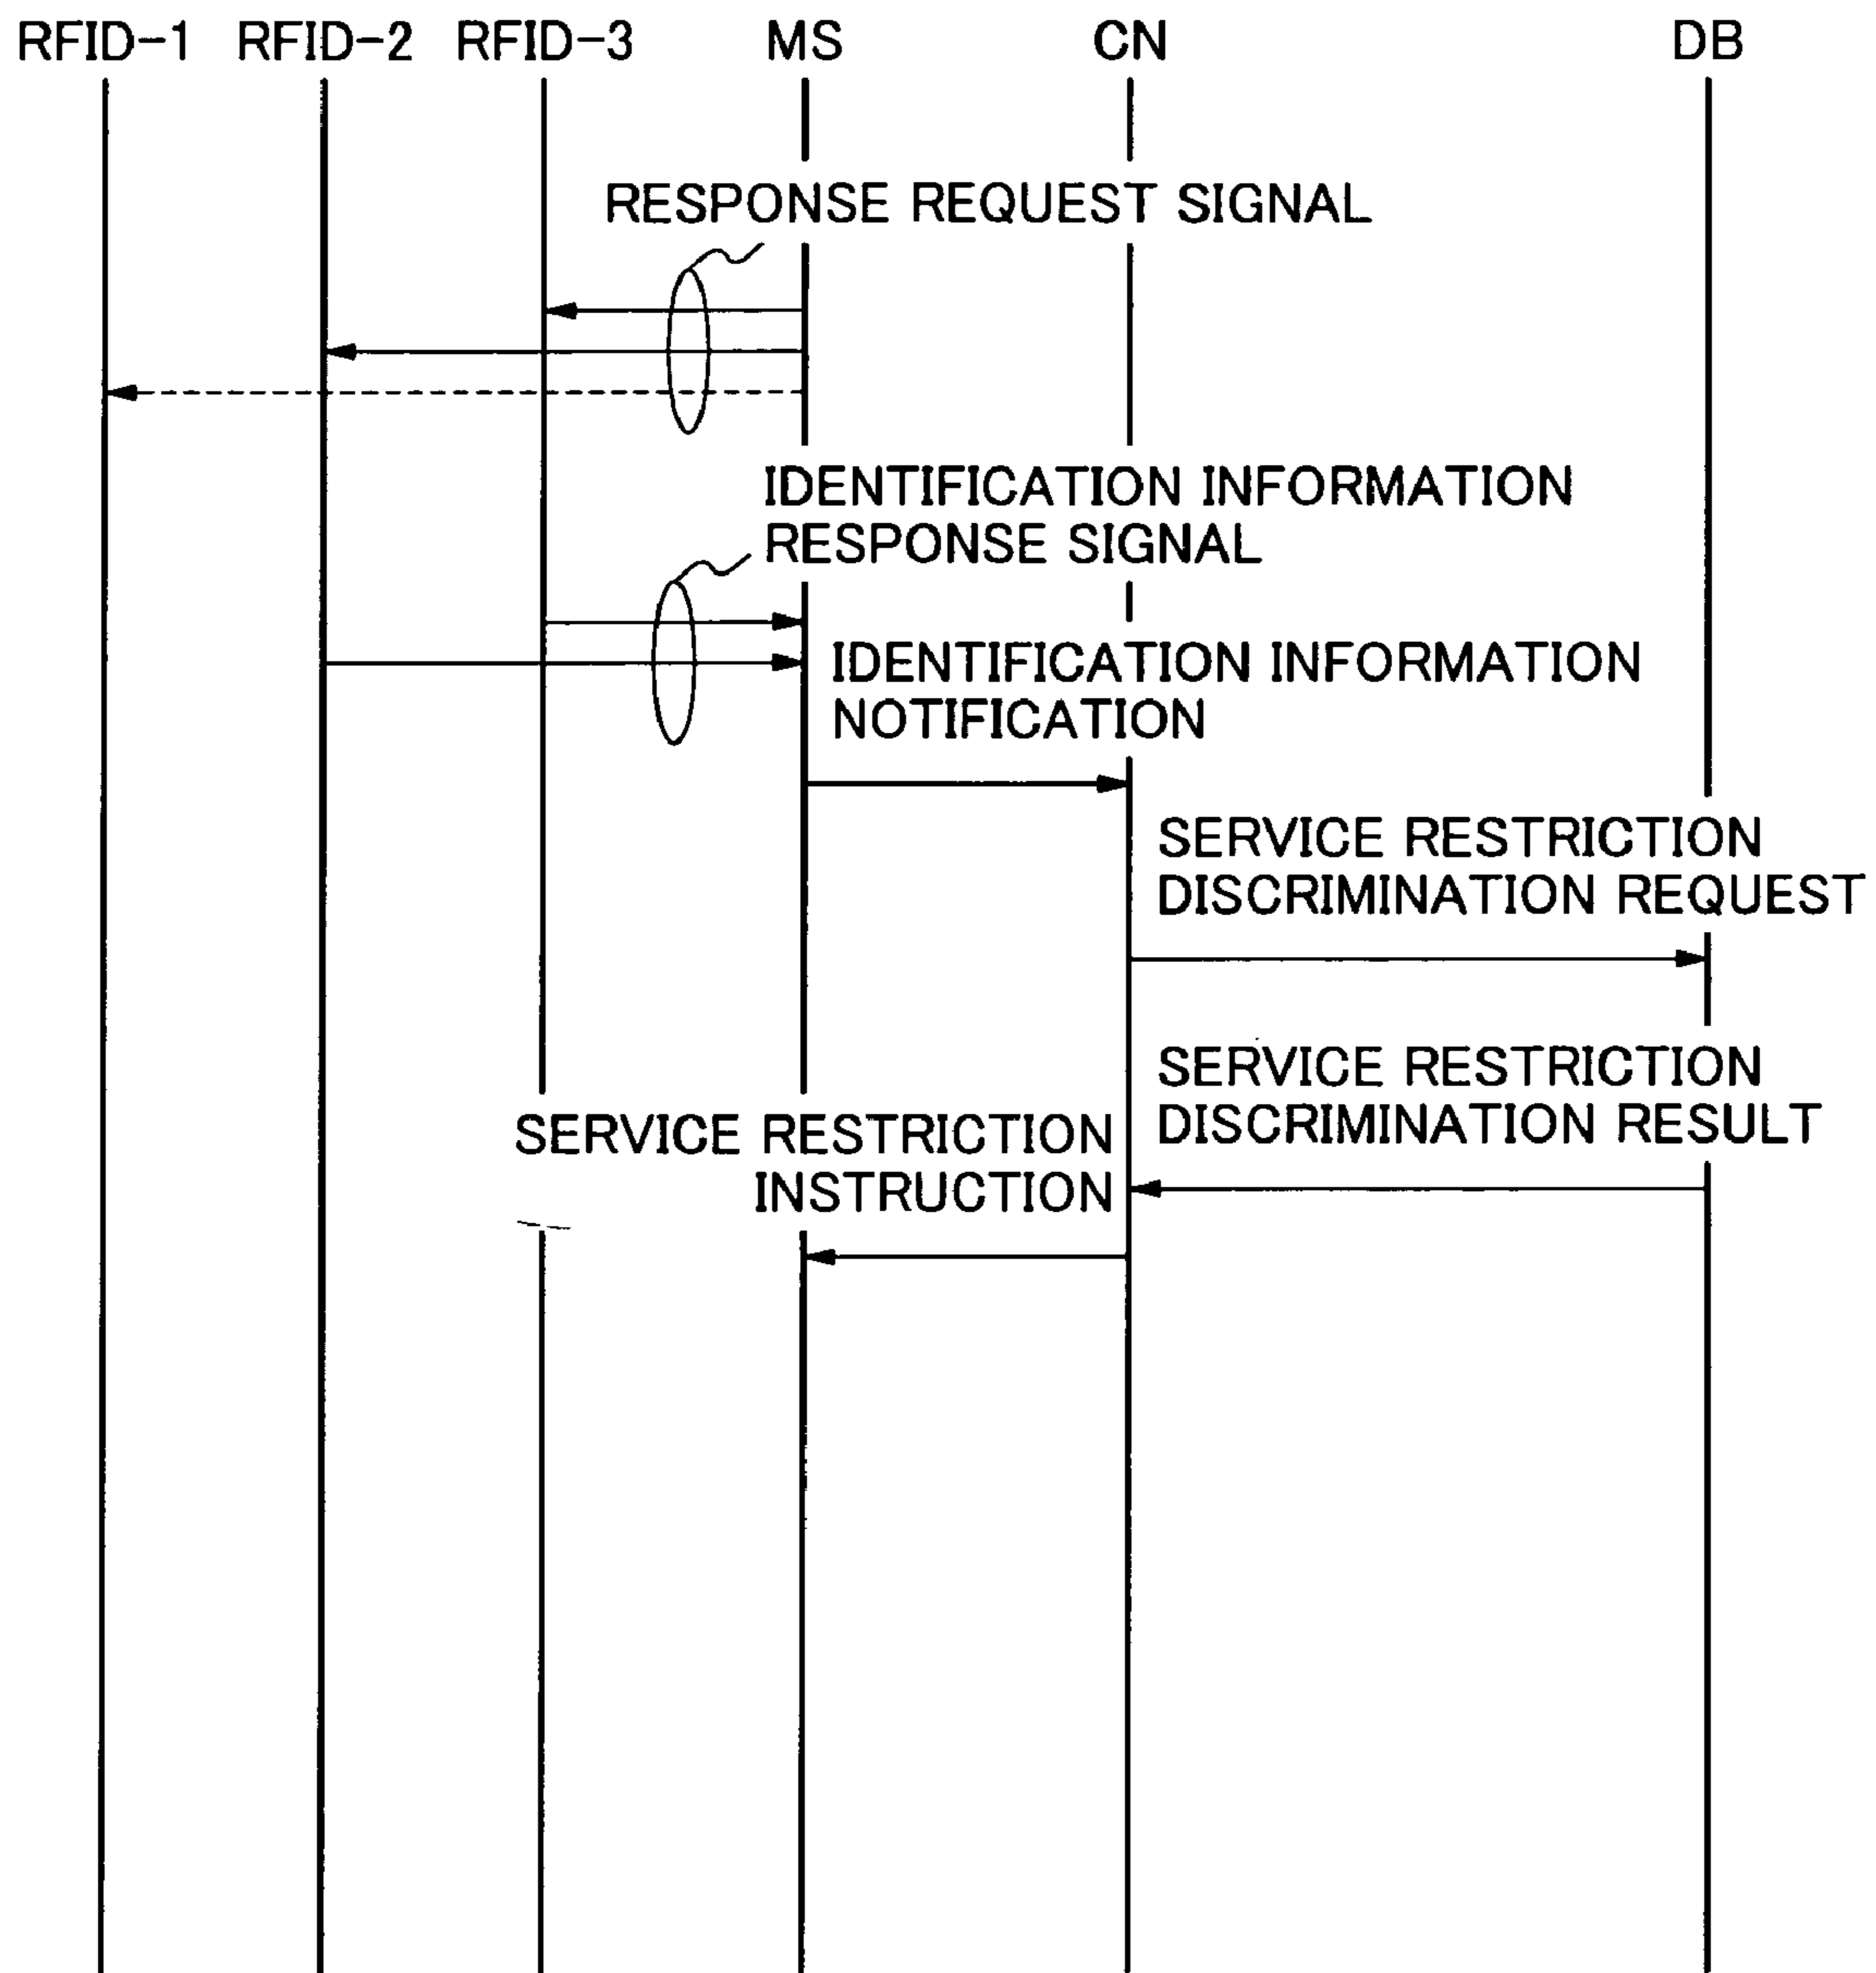 RFID-1 RFID-2 RFID-3 MS CN DB
RESPONSE REQUEST SIGNAL
IDENTIFICATION INFORMATION
RESPONSE SIGNAL
IDENTIFICATION INFORMATION
NOTIFICATION
SERVICE RESTRICTION
DISCRIMINATION REQUEST
SERVICE RESTRICTION
DISCRIMINATION RESULT
SERVICE RESTRICTION
INSTRUCTION